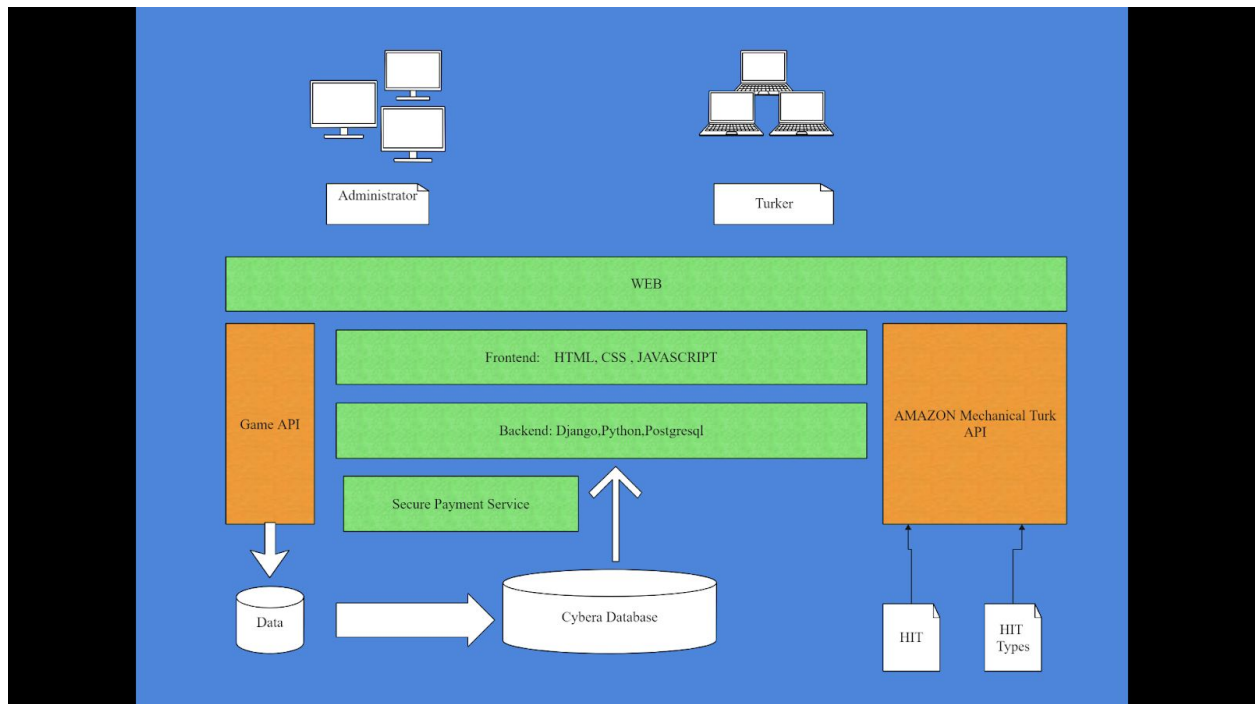 Administrator
Turker
WEB
Frontend: HTML, CSS , JAVASCRIPT
Game API
Backend: Django,Python,Postgresql
AMAZON Mechanical Turk
API
Secure Payment Service
Data
Cybera Database
HIT
HIT
Types